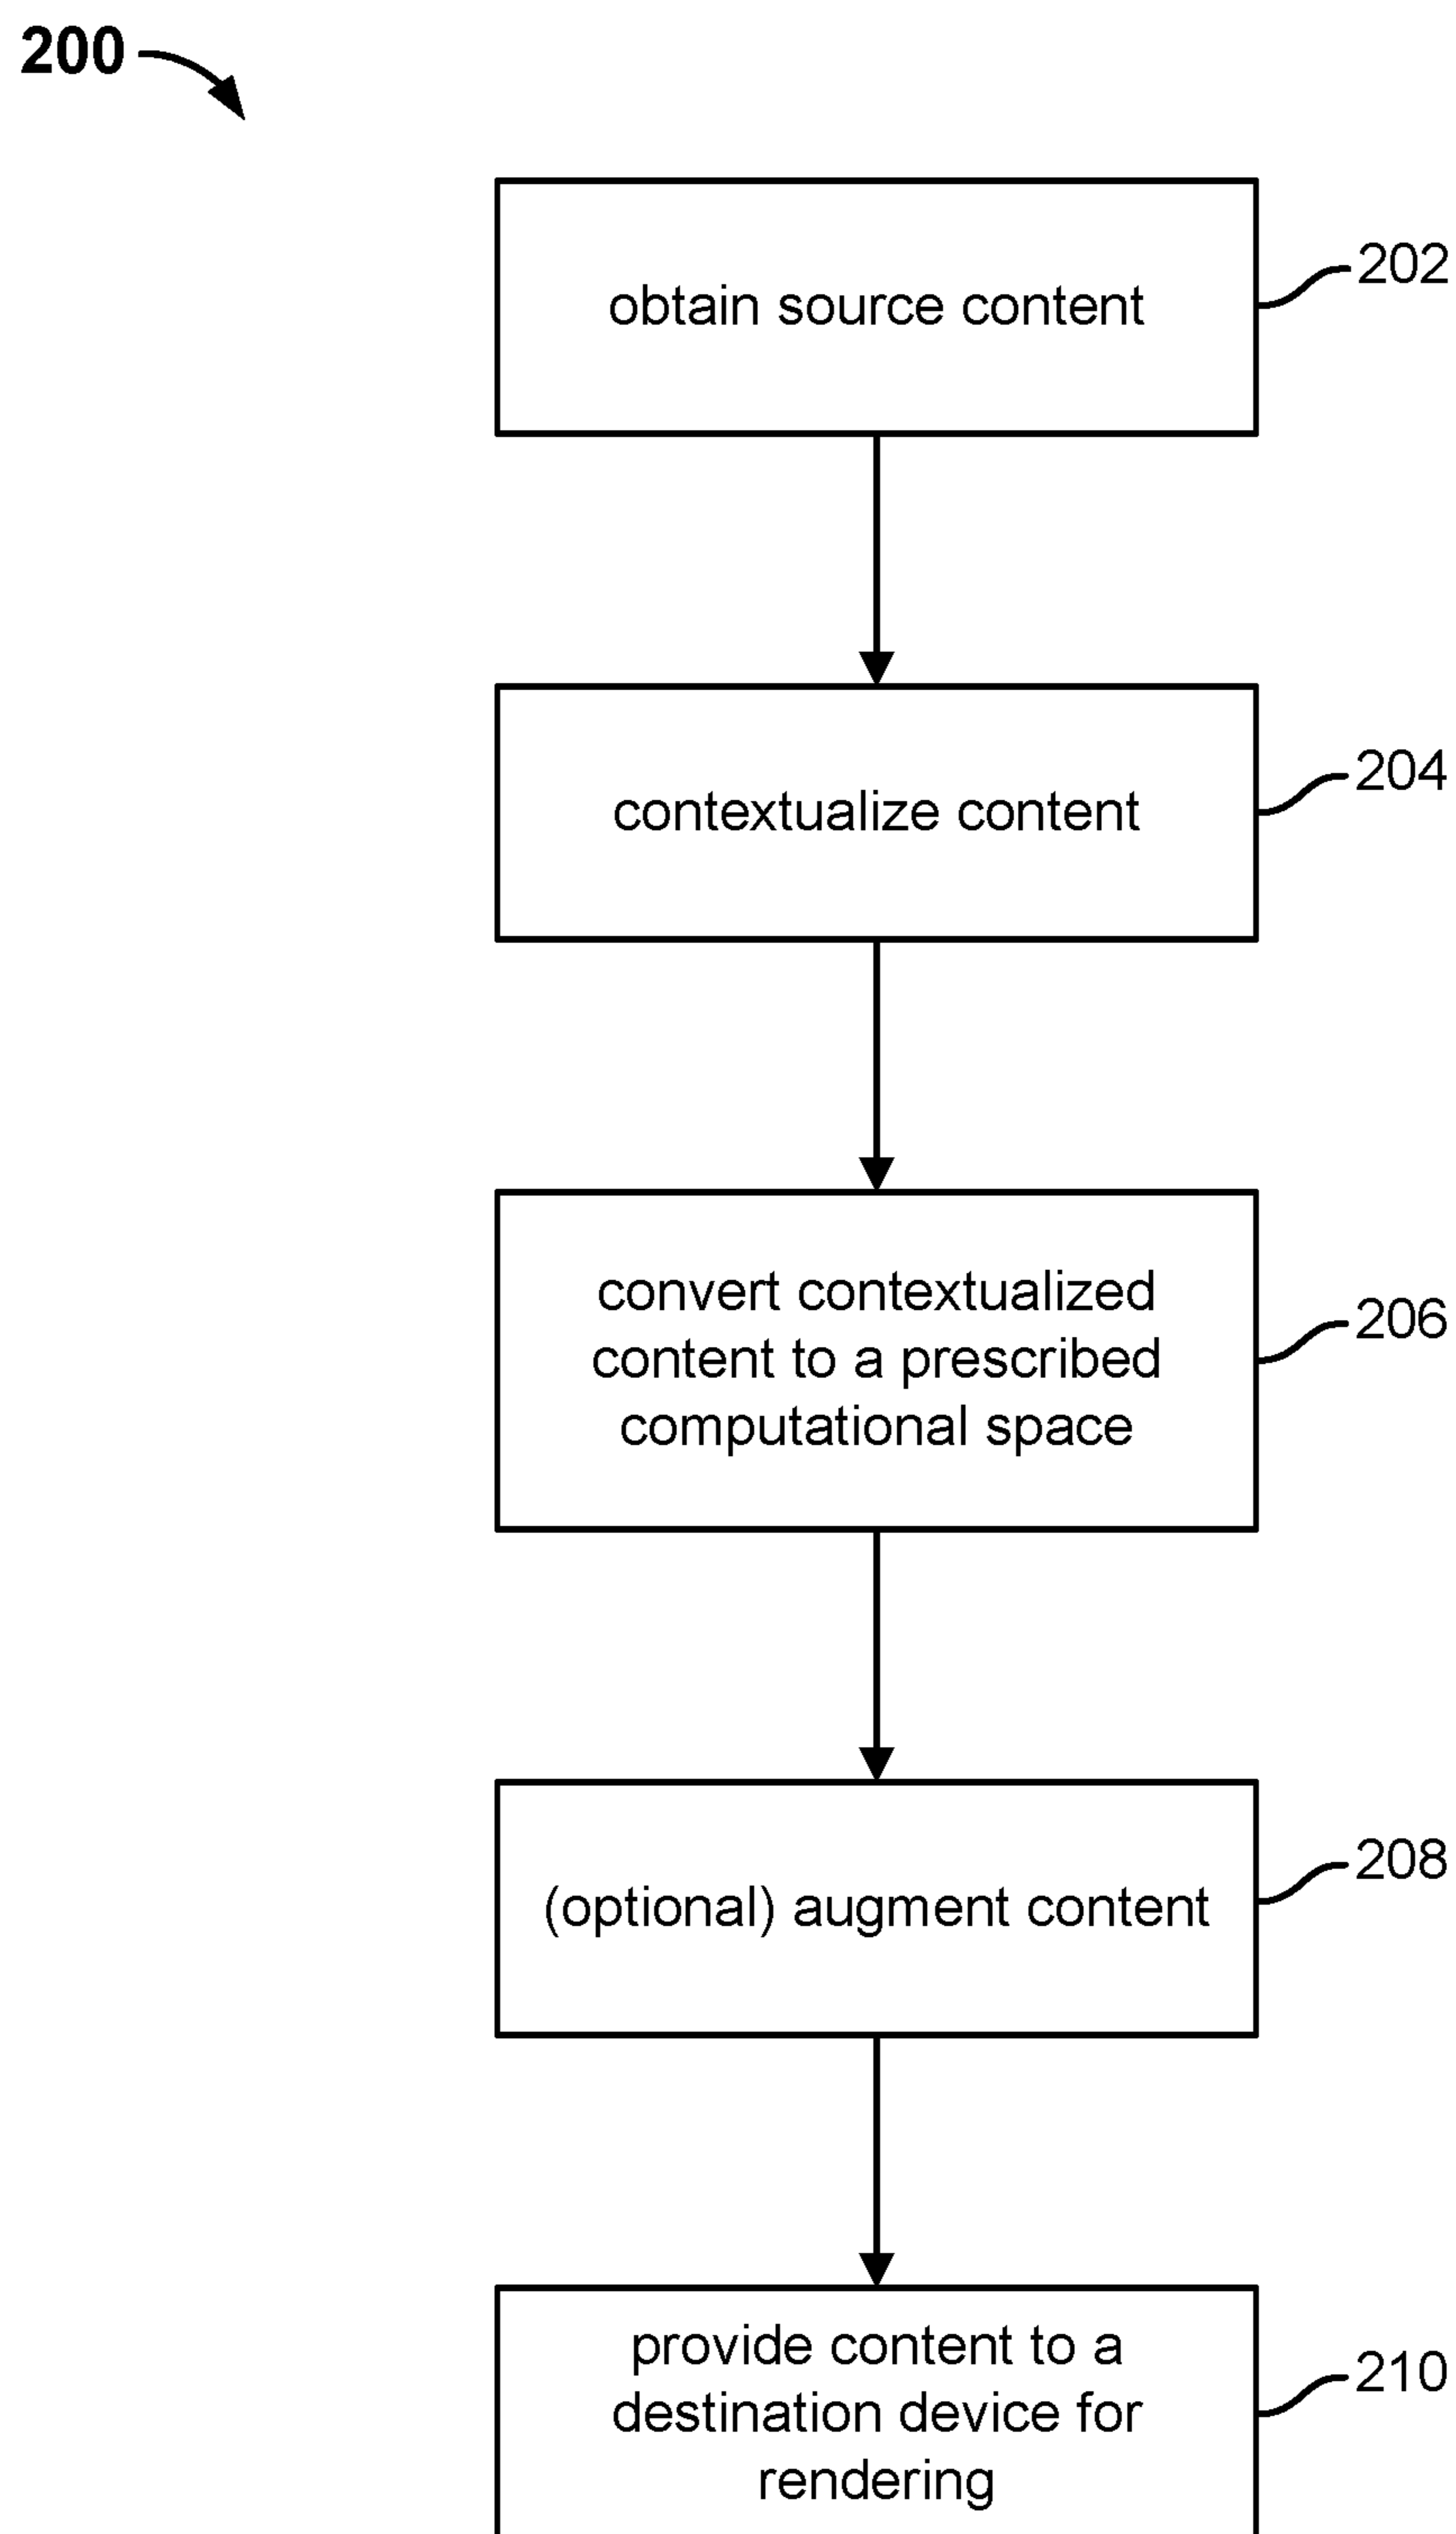 200
obtain source content
202
contextualize content
204
convert contextualized
content to a prescribed
computational space
206
(optional) augment content
208
provide content to a
destination device for
rendering
210